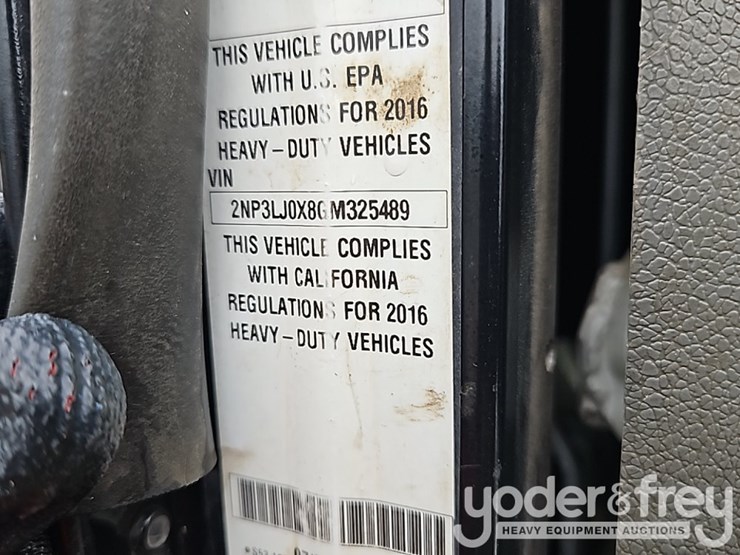 THIS VEHICLE COMPLIES
WITH U.S. EPA
REGULATIONS FOR 2016
HEAVY-DUTY VEHICLES
VIN
2NP3LJ0X8GM325489
THIS VEHICLE COMPLIES
WITH CALIFORNIA
REGULATIONS FOR 2016
HEAVY-DUTY VEHICLES
yoder&frey
HEAVY EQUIPMENT AUCTIONS